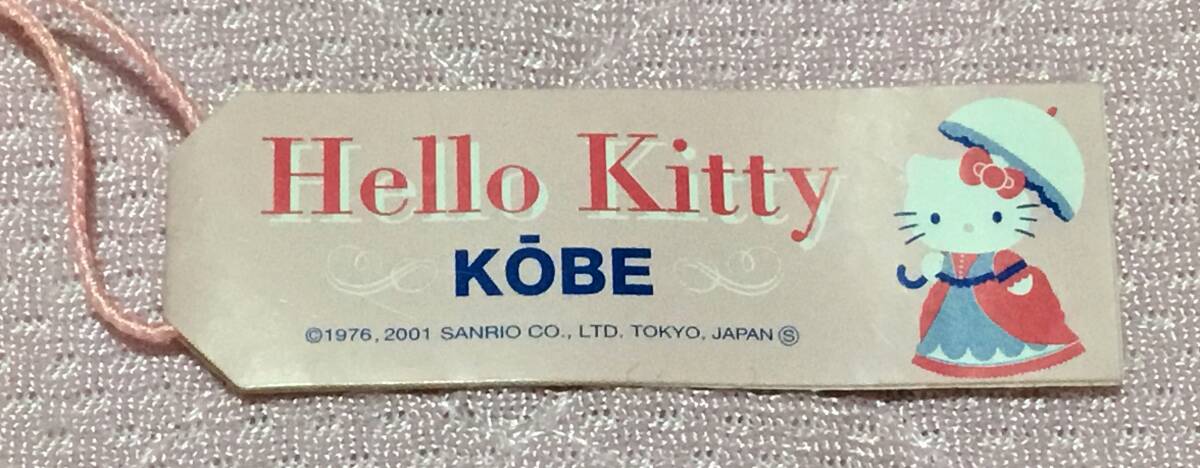 Hello Kitty
KŌBE
©1976, 2001 SANRIO CO., LTD. TOKYO, JAPAN Ⓢ